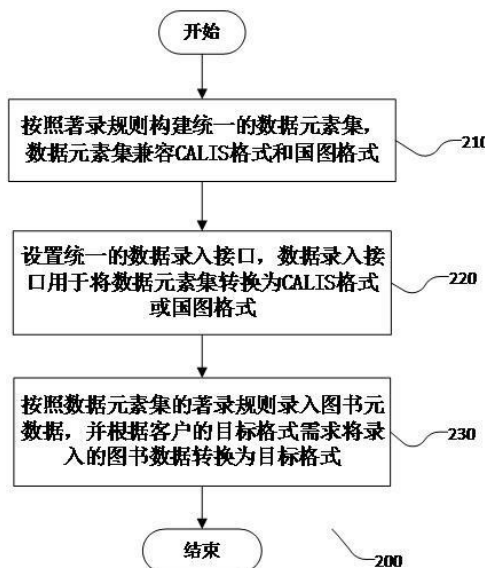 开始
按照著录规则构建统一的数据元素集，
数据元素集兼容CALIS格式和国图格式
210
设置统一的数据录入接口，数据录入接
口用于将数据元素集转换为CALIS格式
或国图格式
220
按照数据元素集的著录规则录入图书元
数据，并根据客户的目标格式需求将录
入的图书数据转换为目标格式
230
结束
200